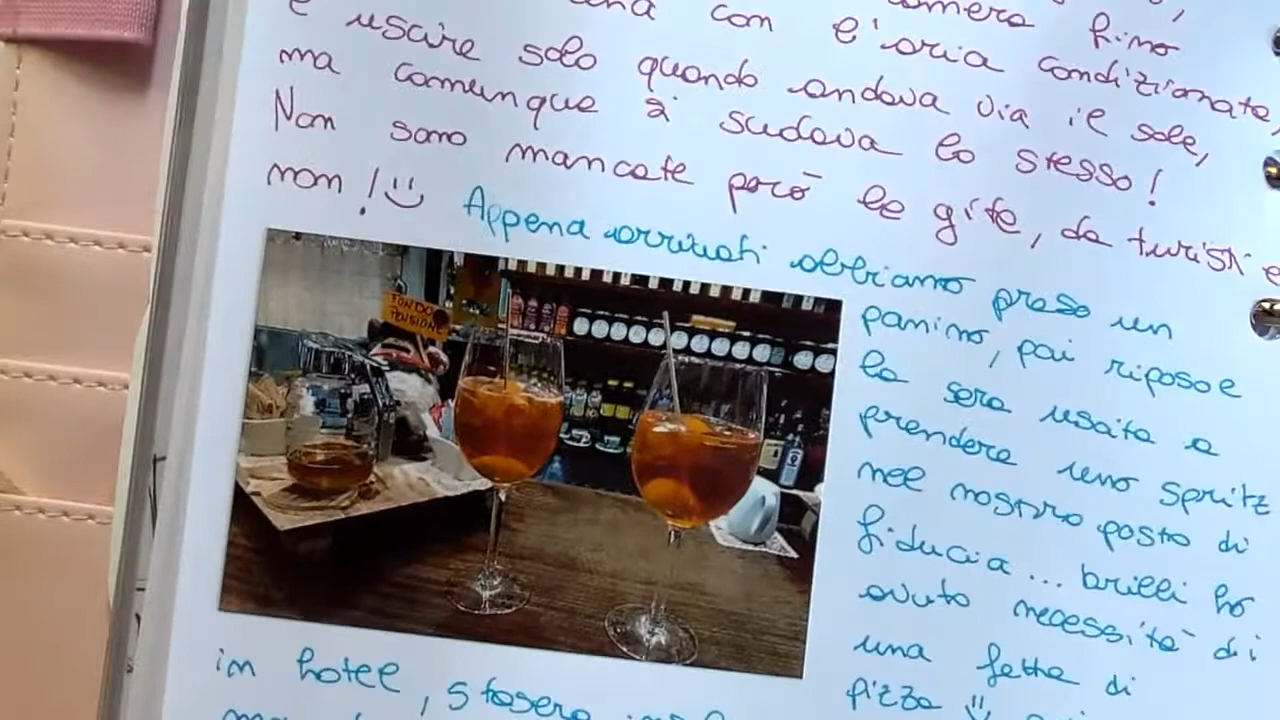 con l'aria condizionata,
e uscire solo quando andava via il sole,
ma comunque si sudava lo stesso!
Non sono mancate però le gite, da turisti e
non!
Appena arrivati abbiamo preso un
panino, poi riposo e
la sera uscita a
prendere uno spritz
nel nostro posto di
fiducia... brilli ho
avuto necessità di
una fetta di
pizza
FONDO
PENSIONE
in hotel, stasera